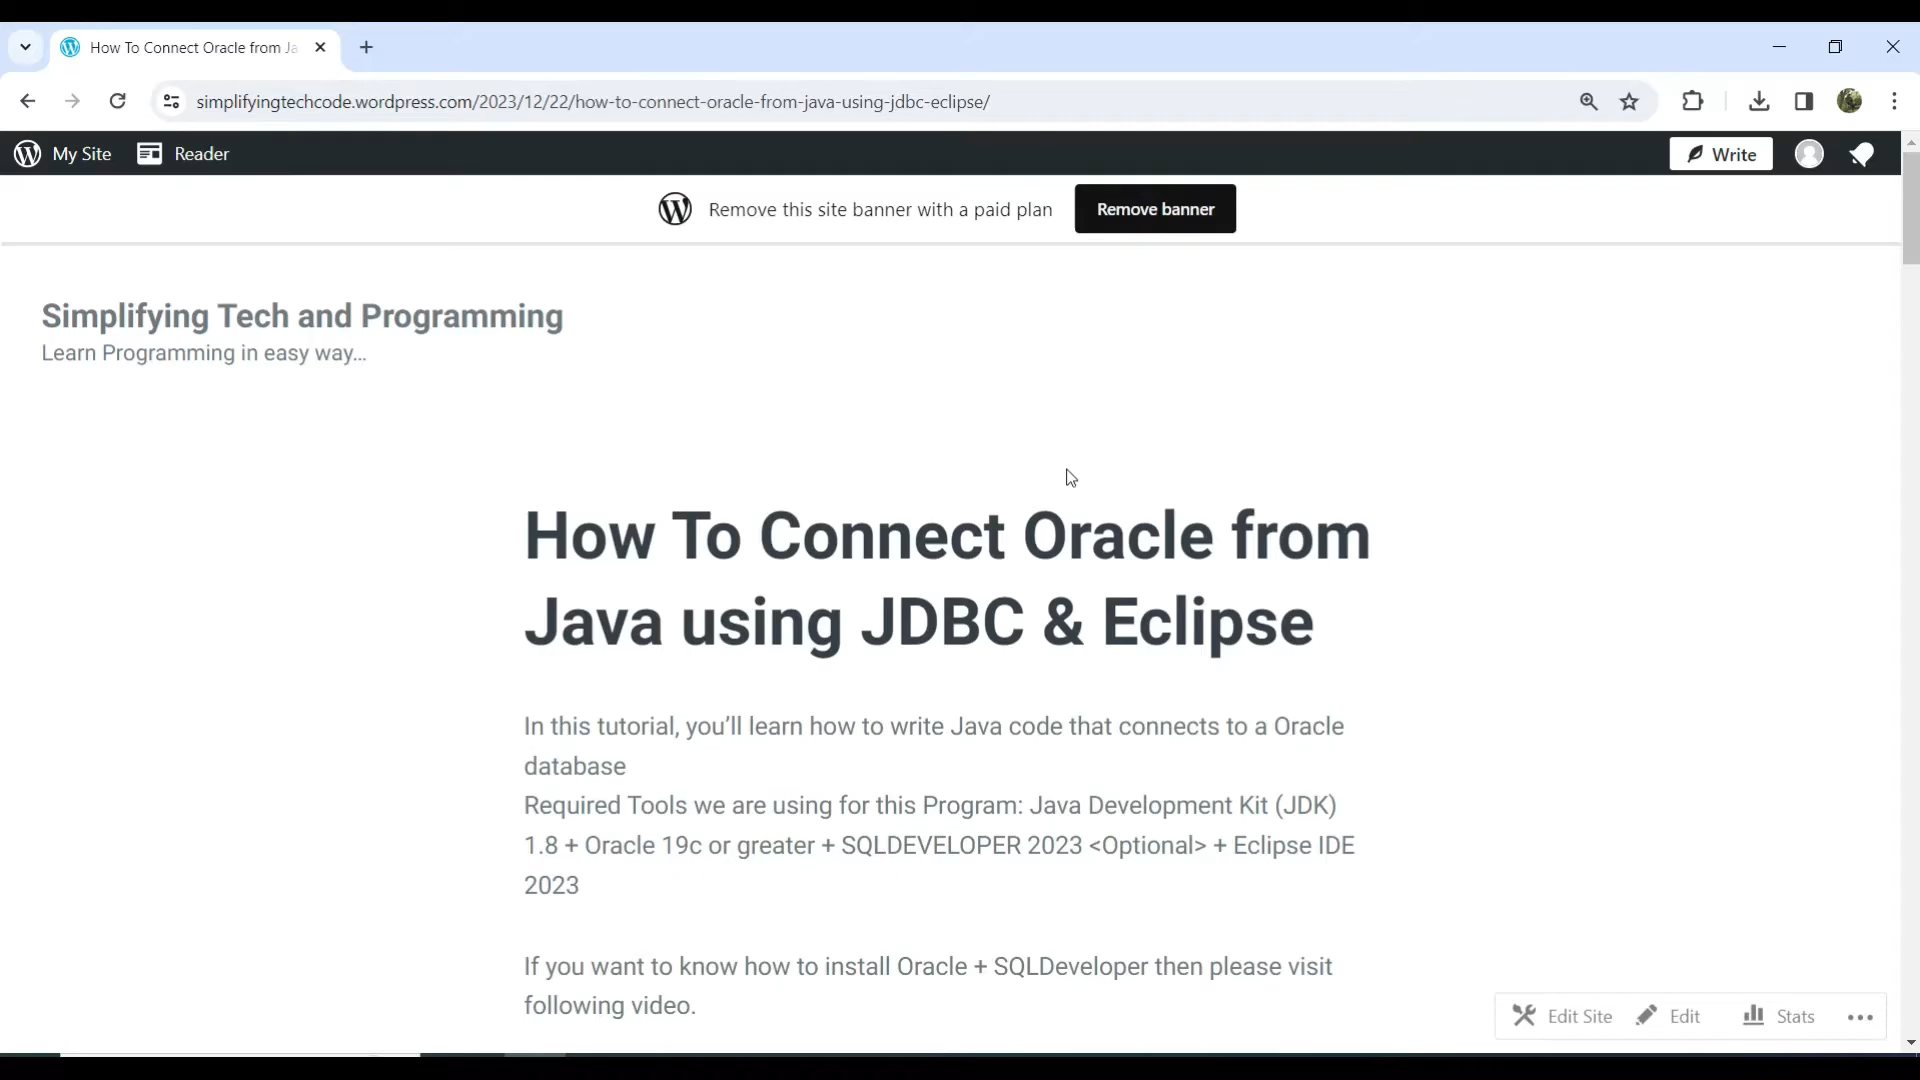 How To Connect Oracle from Ja
simplifyingtechcode.wordpress.com/2023/12/22/how-to-connect-oracle-from-java-using-jdbc-eclipse/
My Site
Reader
Write
Remove this site banner with a paid plan
Remove banner
Simplifying Tech and Programming
Learn Programming in easy way...
How To Connect Oracle from
Java using JDBC & Eclipse
In this tutorial, you’ll learn how to write Java code that connects to a Oracle
database
Required Tools we are using for this Program: Java Development Kit (JDK)
1.8 + Oracle 19c or greater + SQLDEVELOPER 2023 <Optional> + Eclipse IDE
2023
If you want to know how to install Oracle + SQLDeveloper then please visit
following video.
Edit Site
Edit
Stats